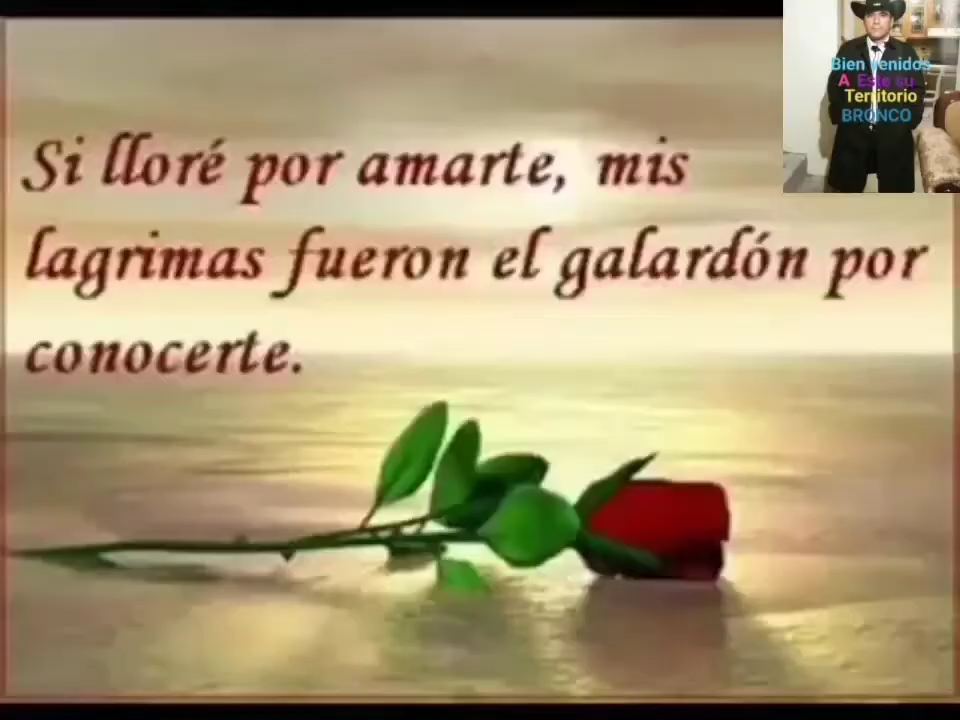 Si lloré por amarte, mis
lagrimas fueron el galardón por
conocerte.
Bien venidos
A Este su
Territorio
BRONCO